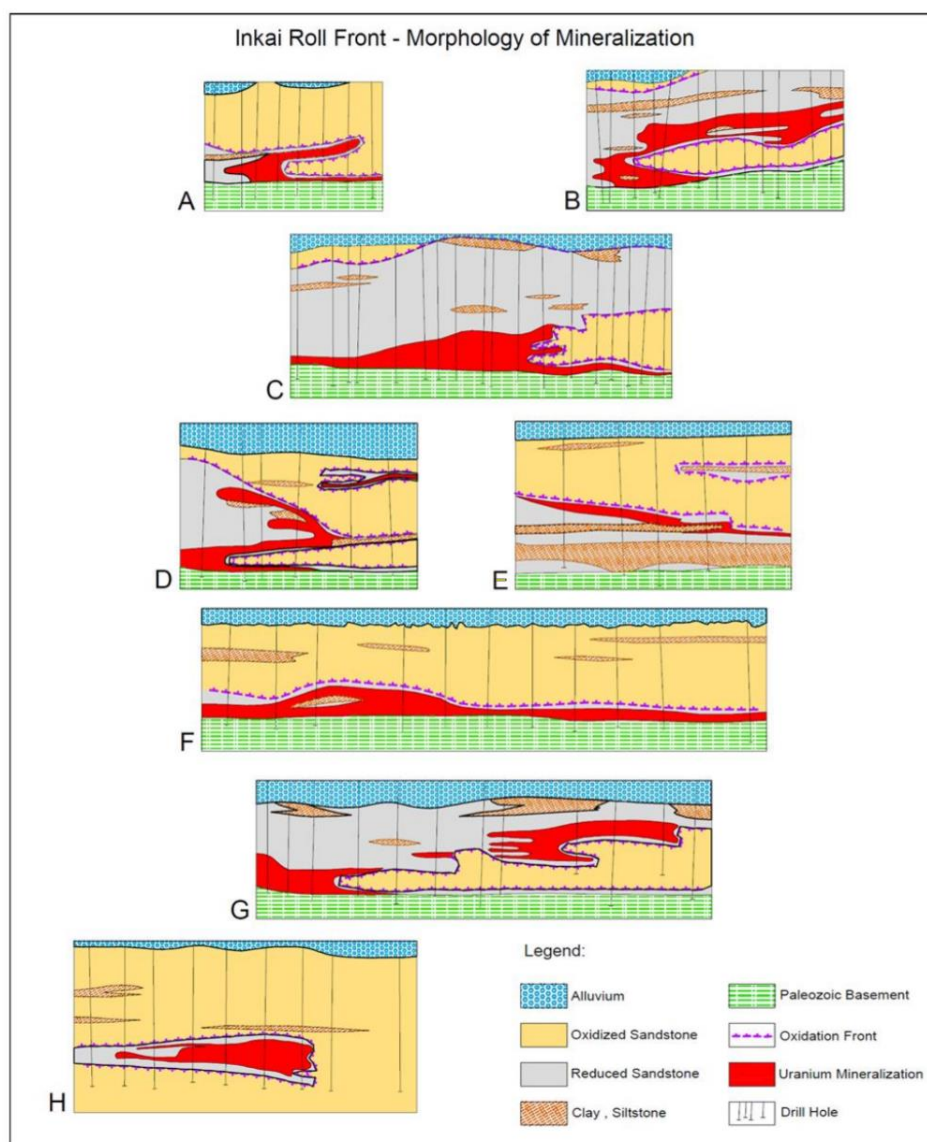 Inkai Roll Front - Morphology of Mineralization
A
B
C
D
E
F
G
H
Legend:
Alluvium
Paleozoic Basement
Oxidized Sandstone
Oxidation Front
Reduced Sandstone
Uranium Mineralization
Clay , Siltstone
Drill Hole